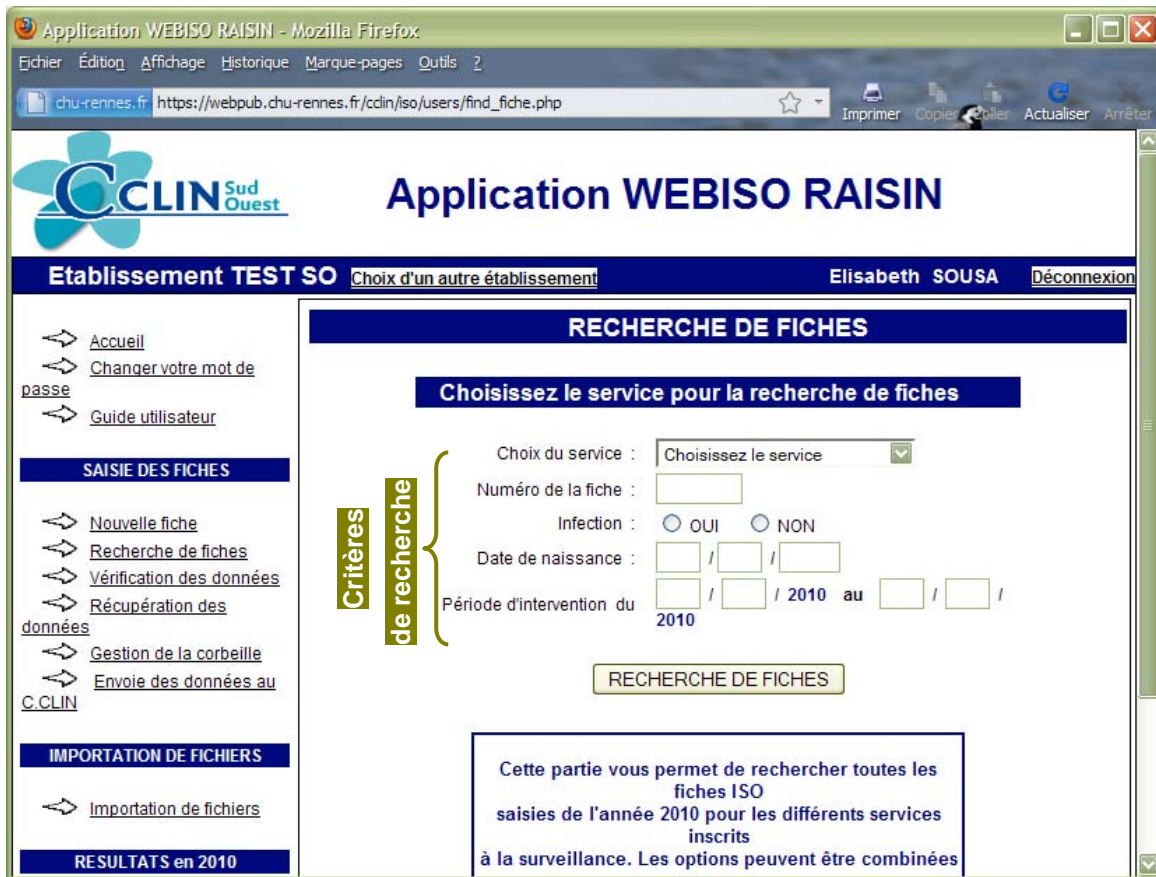 Application WEBISO RAISIN - Mozilla Firefox
Fichier Édition Affichage Historique Marque-pages Outils ?
chu-rennes.fr https://webpub.chu-rennes.fr/cclin/iso/users/find_fiche.php
Imprimer Copier Coller Actualiser Arrêter
CCLIN Sud Ouest
Application WEBISO RAISIN
Etablissement TEST SO Choix d'un autre établissement Elisabeth SOUSA Déconnexion
Accueil
Changer votre mot de
passe
Guide utilisateur
SAISIE DES FICHES
Nouvelle fiche
Recherche de fiches
Vérification des données
Récupération des
données
Gestion de la corbeille
Envoie des données au
C.CLIN
IMPORTATION DE FICHIERS
Importation de fichiers
RESULTATS en 2010
RECHERCHE DE FICHES
Choisissez le service pour la recherche de fiches
Critères
de recherche
Choix du service : Choisissez le service
Numéro de la fiche :
Infection : OUI NON
Date de naissance : / /
Période d'intervention du / / 2010 au / /
2010
RECHERCHE DE FICHES
Cette partie vous permet de rechercher toutes les
fiches ISO
saisies de l'année 2010 pour les différents services
inscrits
à la surveillance. Les options peuvent être combinées